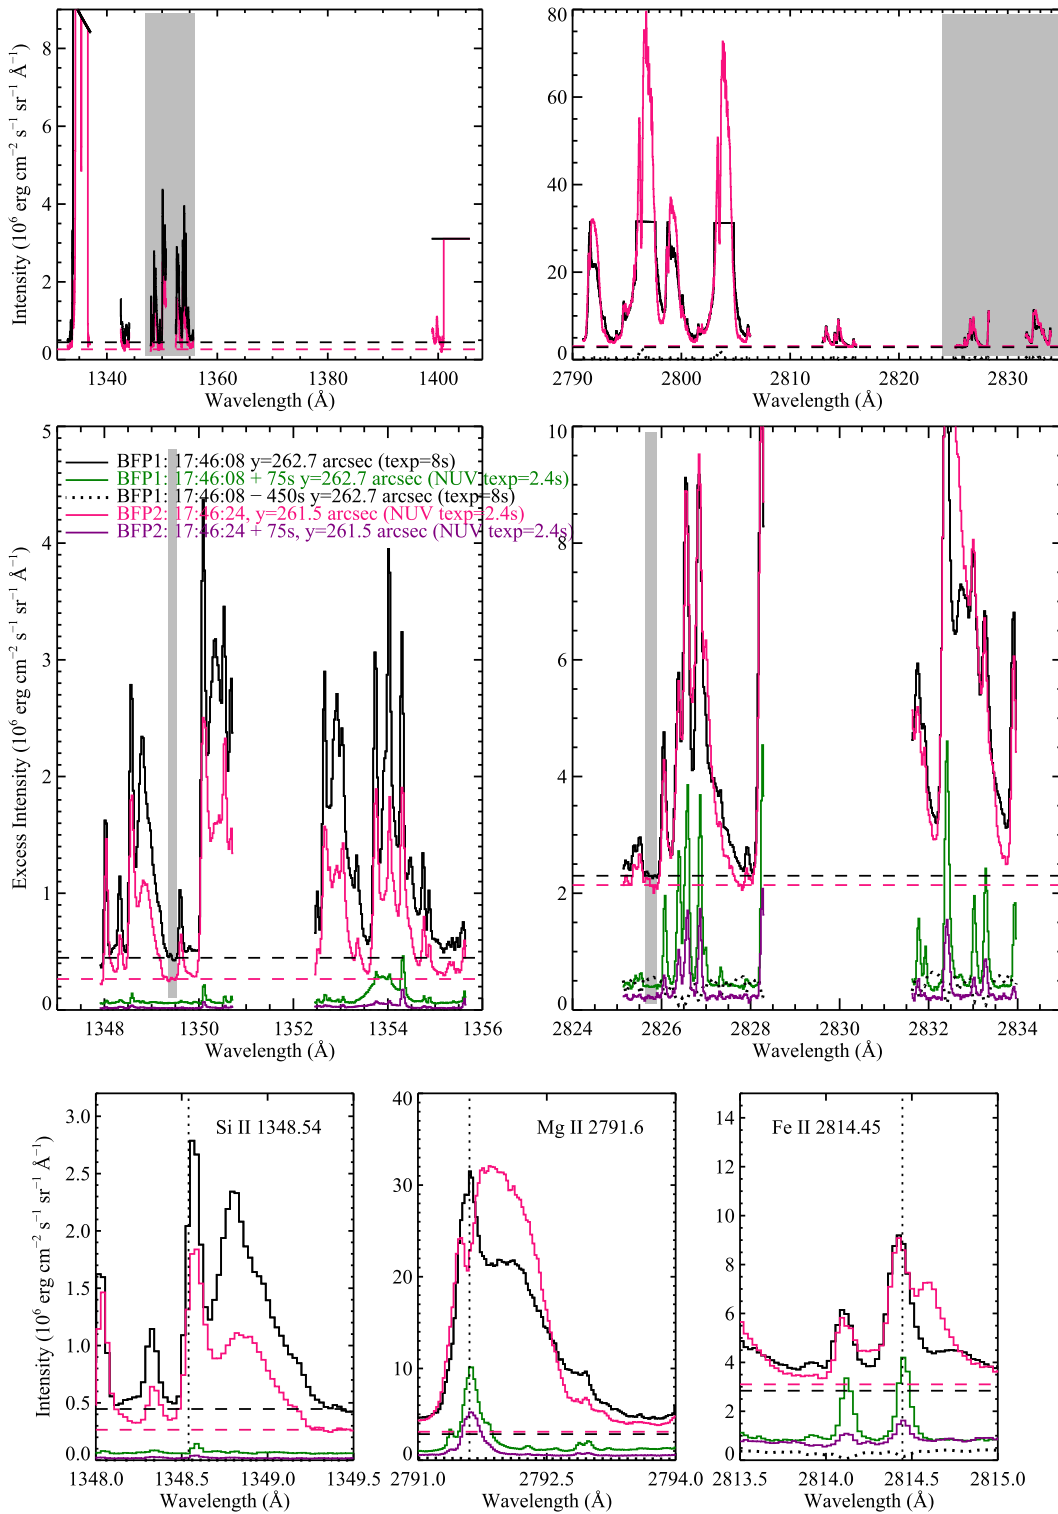 Intensity (10⁶ erg cm⁻² s⁻¹ sr⁻¹ Å⁻¹)
8
6
4
2
0
1340 1360 1380 1400
Wavelength (Å)
80
60
40
20
0
2790 2800 2810 2820 2830
Wavelength (Å)
Excess Intensity (10⁶ erg cm⁻² s⁻¹ sr⁻¹ Å⁻¹)
5
4
3
2
1
0
BFP1: 17:46:08 y=262.7 arcsec (texp=8s)
BFP1: 17:46:08 + 75s y=262.7 arcsec (NUV texp=2.4s)
BFP1: 17:46:08 − 450s y=262.7 arcsec (texp=8s)
BFP2: 17:46:24, y=261.5 arcsec (NUV texp=2.4s)
BFP2: 17:46:24 + 75s, y=261.5 arcsec (NUV texp=2.4s)
1348 1350 1352 1354 1356
Wavelength (Å)
10
8
6
4
2
0
2824 2826 2828 2830 2832 2834
Wavelength (Å)
Intensity (10⁶ erg cm⁻² s⁻¹ sr⁻¹ Å⁻¹)
3.0
2.5
2.0
1.5
1.0
0.5
0.0
Si II 1348.54
1348.0 1348.5 1349.0 1349.5
Wavelength (Å)
40
30
20
10
0
Mg II 2791.6
2791.0 2792.5 2794.0
Wavelength (Å)
14
12
10
8
6
4
2
0
Fe II 2814.45
2813.5 2814.0 2814.5 2815.0
Wavelength (Å)